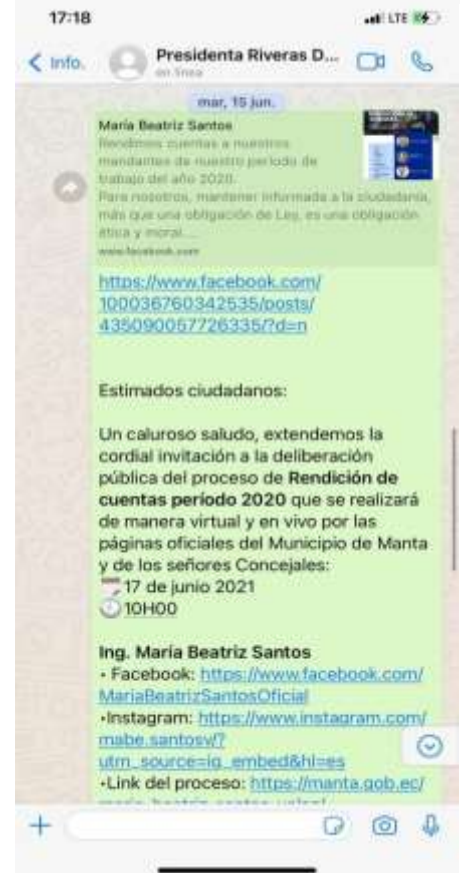 17:18
LTE
Info.
Presidenta Riveras D...
en línea
mar, 15 jun.
María Beatriz Santos
Rendimos cuentas a nuestros
mandantes de nuestro periodo de
trabajo del año 2020.
Para nosotros, mantener informada a la ciudadanía,
más que una obligación de Ley, es una obligación
ética y moral....
www.facebook.com
https://www.facebook.com/
100036760342535/posts/
435090057726335/?d=n
Estimados ciudadanos:
Un caluroso saludo, extendemos la
cordial invitación a la deliberación
pública del proceso de Rendición de
cuentas periodo 2020 que se realizará
de manera virtual y en vivo por las
páginas oficiales del Municipio de Manta
y de los señores Concejales:
17 de junio 2021
10H00
Ing. María Beatriz Santos
• Facebook: https://www.facebook.com/
MariaBeatrizSantosOficial
•Instagram: https://www.instagram.com/
mabe.santosv/?
utm_source=ig_embed&hl=es
•Link del proceso: https://manta.gob.ec/